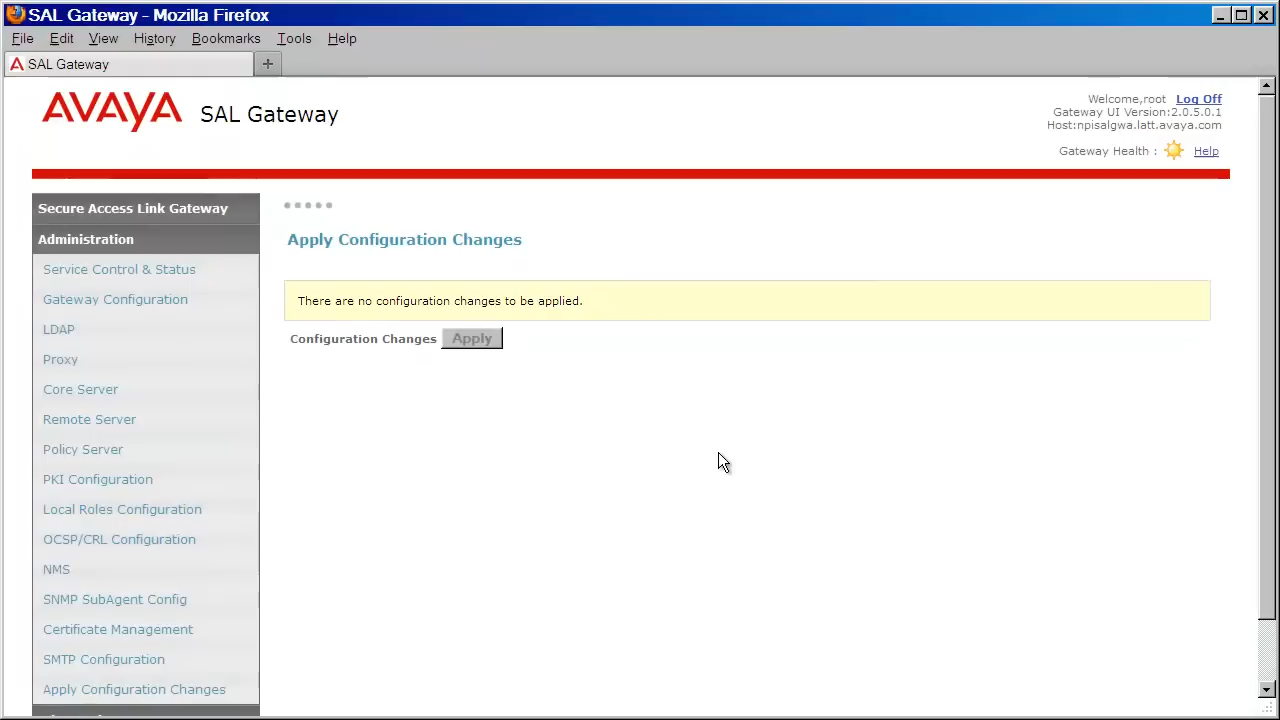 SAL Gateway - Mozilla Firefox
File Edit View History Bookmarks Tools Help
SAL Gateway
AVAYA SAL Gateway
Welcome,root Log Off
Gateway UI Version:2.0.5.0.1
Host:npisalgwa.latt.avaya.com
Gateway Health : Help
Secure Access Link Gateway
Administration
Service Control & Status
Gateway Configuration
LDAP
Proxy
Core Server
Remote Server
Policy Server
PKI Configuration
Local Roles Configuration
OCSP/CRL Configuration
NMS
SNMP SubAgent Config
Certificate Management
SMTP Configuration
Apply Configuration Changes
Apply Configuration Changes
There are no configuration changes to be applied.
Configuration Changes Apply